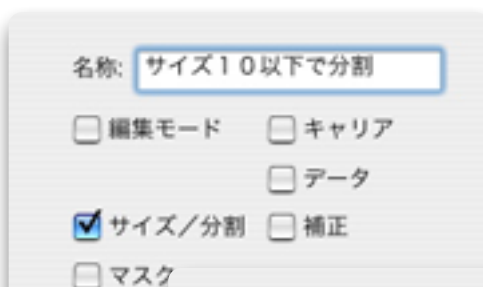 名称: サイズ１０以下で分割
編集モード キャリア
データ
サイズ／分割 補正
マスク